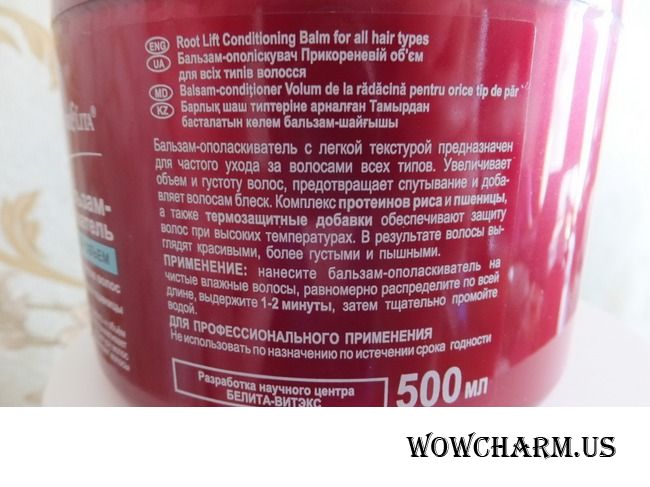 ENG Root Lift Conditioning Balm for all hair types
UA Бальзам-ополіскувач Прикореневий об'єм
для всіх типів волосся
MD Balsam-condiţioner Volum de la rădăcină pentru orice tip de păr
KZ Барлық шаш типтеріне арналған Тамырдан
басталатын көлем бальзам-шайғышы
Бальзам-ополаскиватель с легкой текстурой предназначен
для частого ухода за волосами всех типов. Увеличивает
объем и густоту волос, предотвращает спутывание и доба-
вляет волосам блеск. Комплекс протеинов риса и пшеницы,
а также термозащитные добавки обеспечивают защиту
волос при высоких температурах. В результате волосы вы-
глядят красивыми, более густыми и пышными.
ПРИМЕНЕНИЕ: нанесите бальзам-ополаскиватель на
чистые влажные волосы, равномерно распределите по всей
длине, выдержите 1-2 минуты, затем тщательно промойте
водой.
ДЛЯ ПРОФЕССИОНАЛЬНОГО ПРИМЕНЕНИЯ
Не использовать по назначению по истечении срока годности
Разработка научного центра
БЕЛИТА-ВИТЭКС
500 мл
WOWCHARM.US